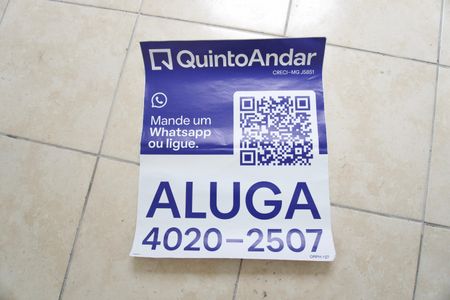 QuintoAndar
CRECI-MG J5851
Mande um
Whatsapp
ou ligue.
ALUGA
4020-2507